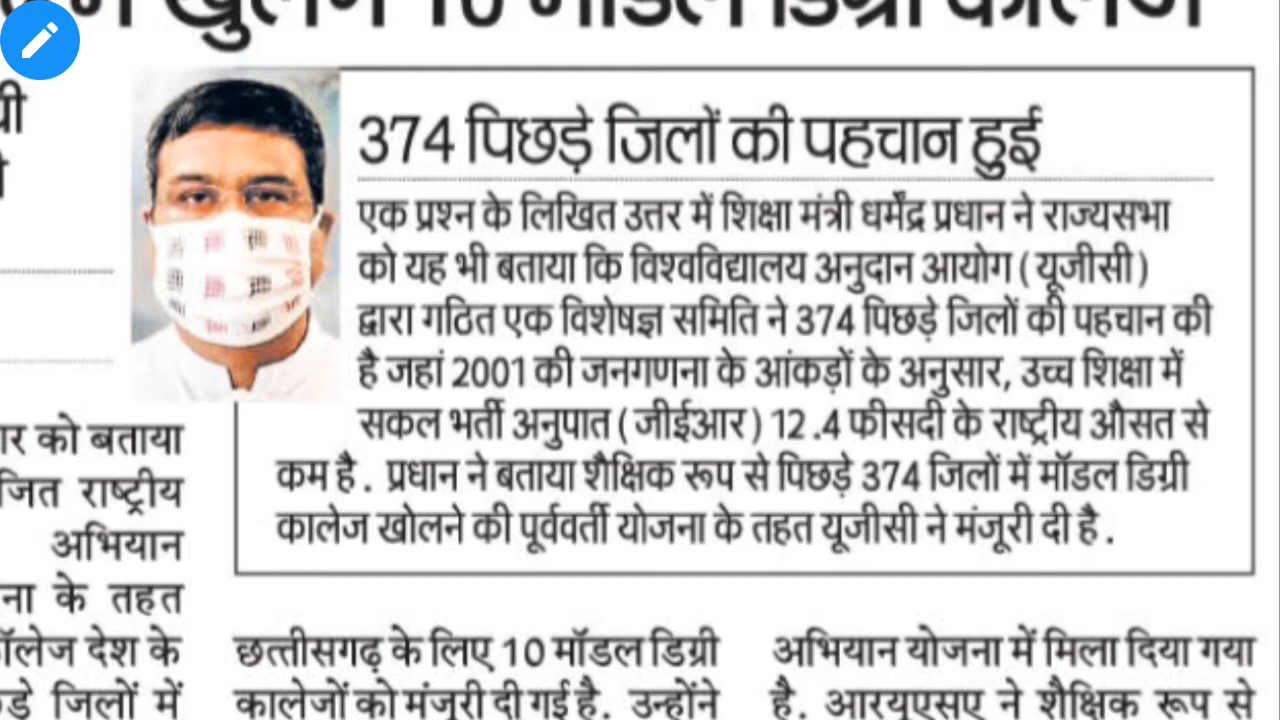 खुलेंगे 10 मॉडल डिग्री कॉलेज
374 पिछड़े जिलों की पहचान हुई
एक प्रश्न के लिखित उत्तर में शिक्षा मंत्री धर्मेंद्र प्रधान ने राज्यसभा
को यह भी बताया कि विश्वविद्यालय अनुदान आयोग (यूजीसी)
द्वारा गठित एक विशेषज्ञ समिति ने 374 पिछड़े जिलों की पहचान की
है जहां 2001 की जनगणना के आंकड़ों के अनुसार, उच्च शिक्षा में
सकल भर्ती अनुपात (जीईआर) 12.4 फीसदी के राष्ट्रीय औसत से
कम है. प्रधान ने बताया शैक्षिक रूप से पिछड़े 374 जिलों में मॉडल डिग्री
कालेज खोलने की पूर्ववर्ती योजना के तहत यूजीसी ने मंजूरी दी है.
को बताया
राष्ट्रीय
अभियान
के तहत
देश के
जिलों में
छत्तीसगढ़ के लिए 10 मॉडल डिग्री
कालेजों को मंजूरी दी गई है. उन्होंने
अभियान योजना में मिला दिया गया
है. आरयूएसए ने शैक्षिक रूप से